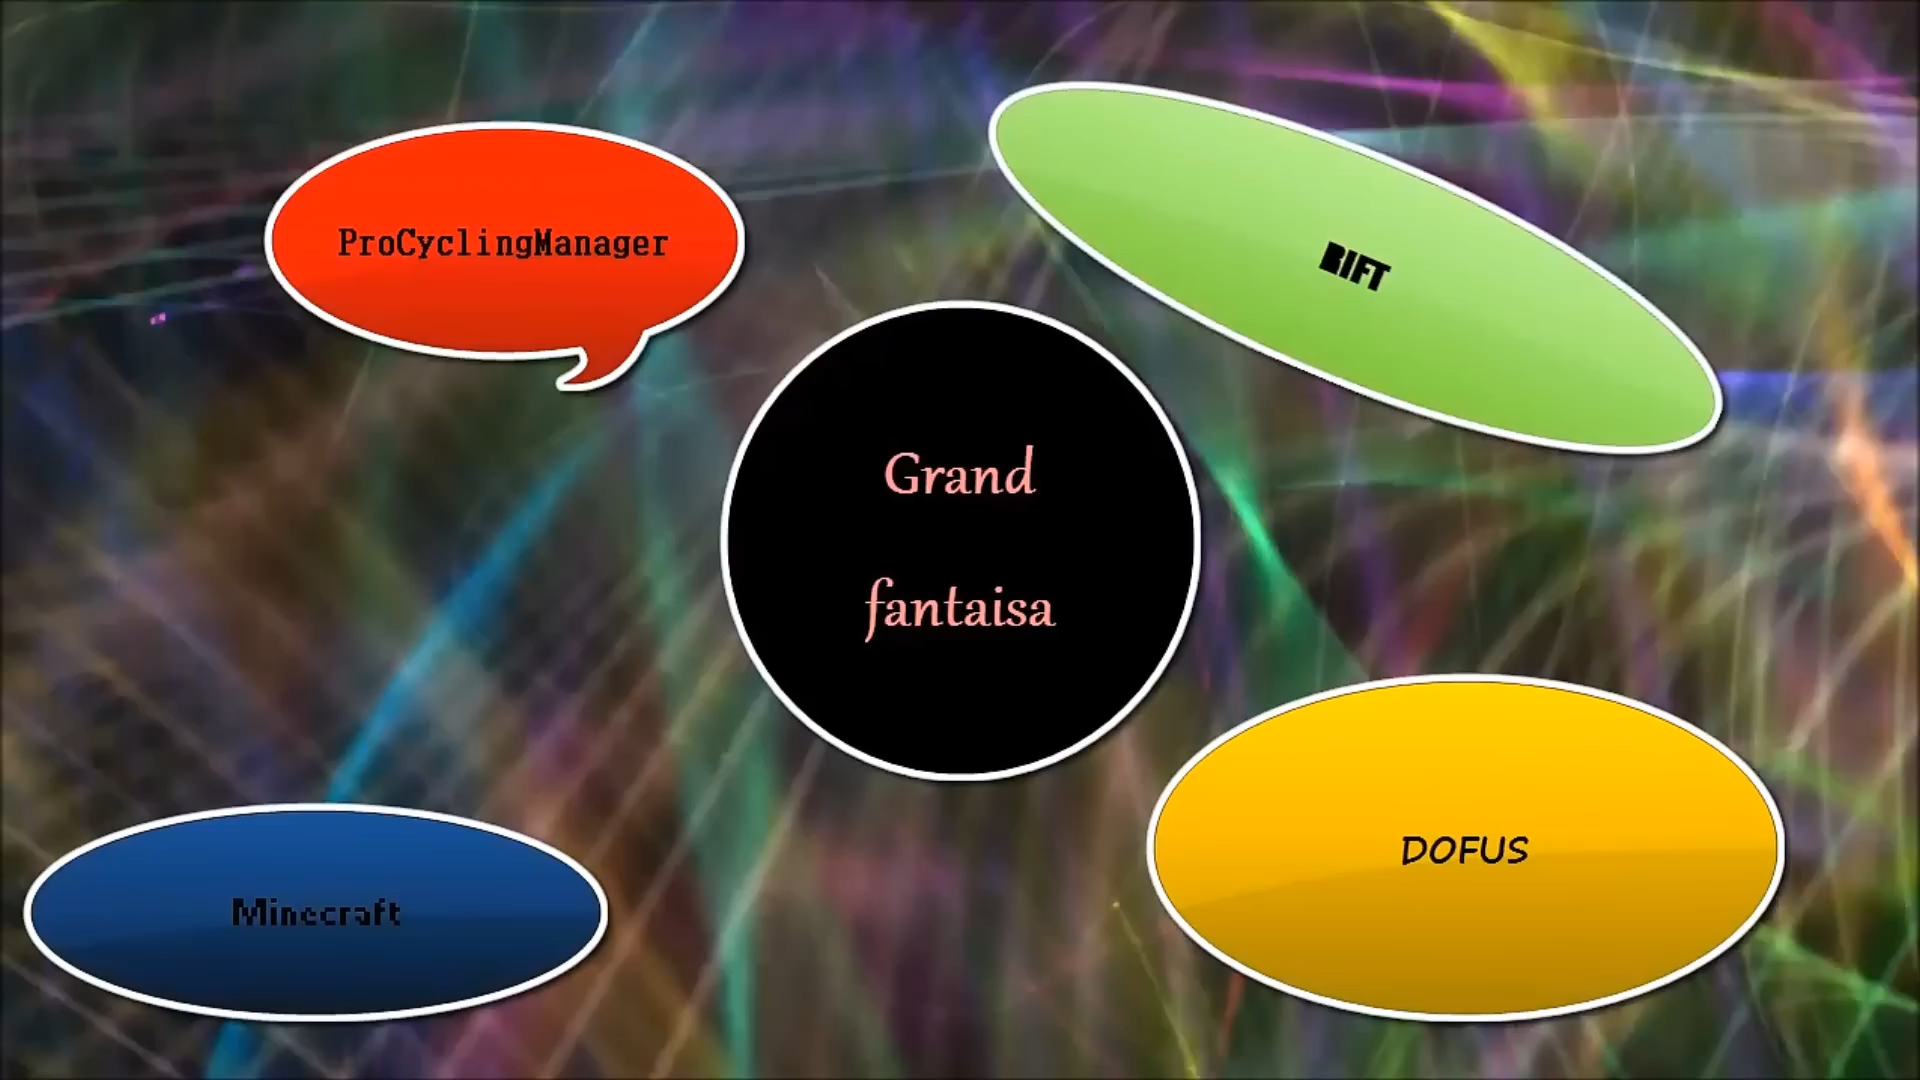 ProCyclingManager
RIFT
Grand
fantaisa
DOFUS
Minecraft